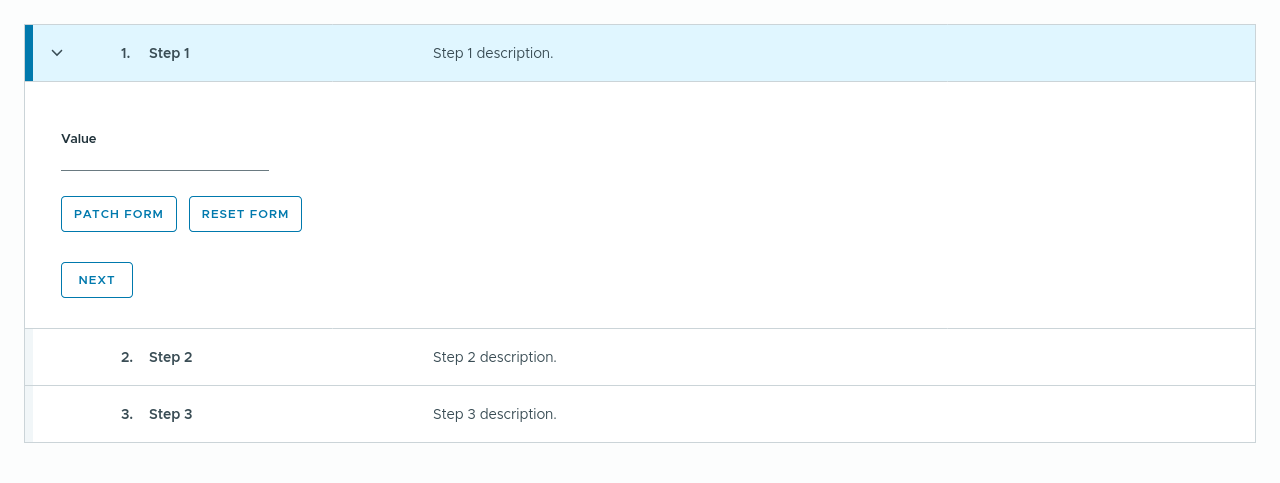 1. Step 1 Step 1 description.
Value
PATCH FORM RESET FORM
NEXT
2. Step 2 Step 2 description.
3. Step 3 Step 3 description.